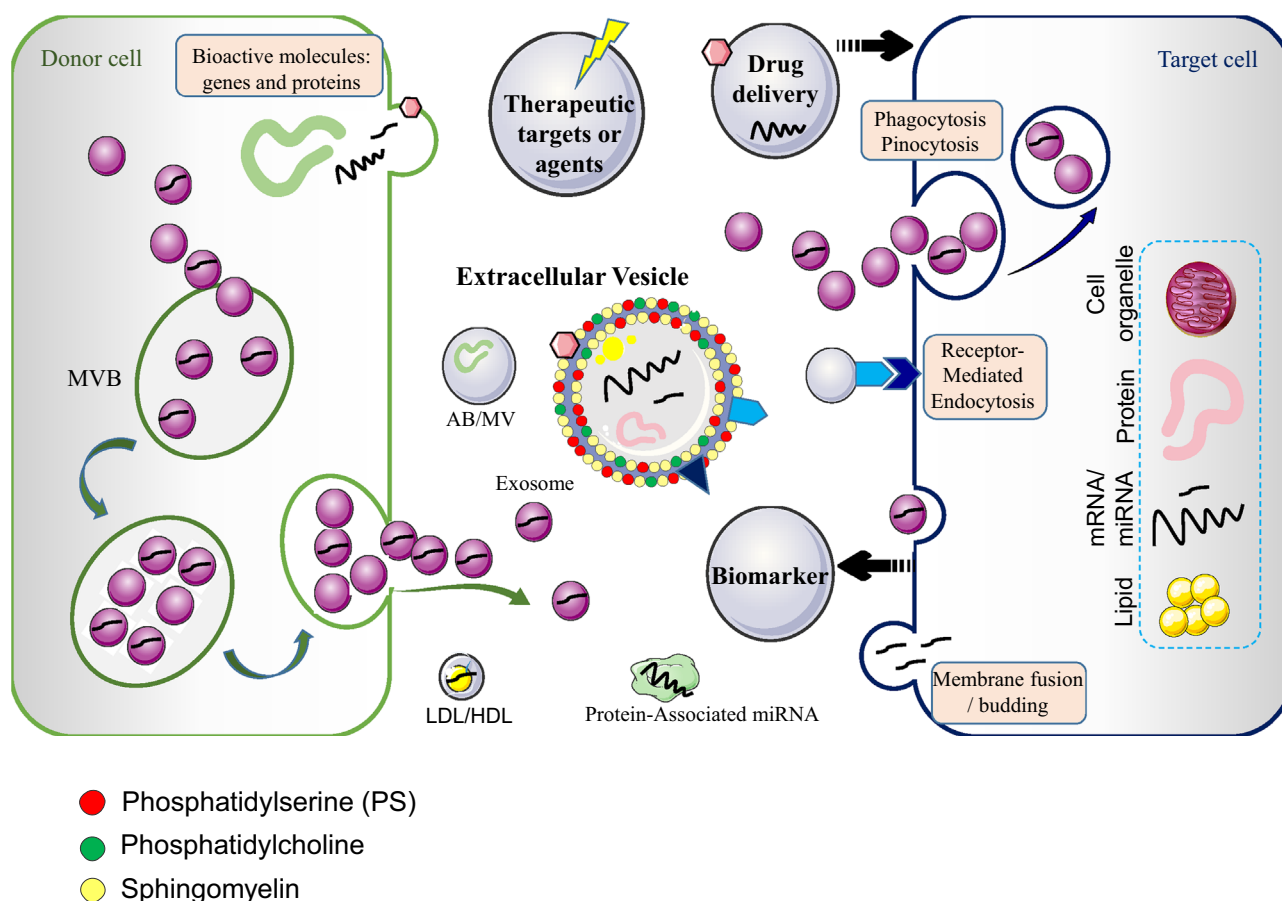 Donor cell
Bioactive molecules:
genes and proteins
Therapeutic
targets or
agents
Drug
delivery
Target cell
Phagocytosis
Pinocytosis
Extracellular Vesicle
MVB
AB/MV
Receptor-
Mediated
Endocytosis
Cell
organelle
Protein
mRNA/
miRNA
Lipid
Exosome
Biomarker
LDL/HDL
Protein-Associated miRNA
Membrane fusion
/ budding
Phosphatidylserine (PS)
Phosphatidylcholine
Sphingomyelin